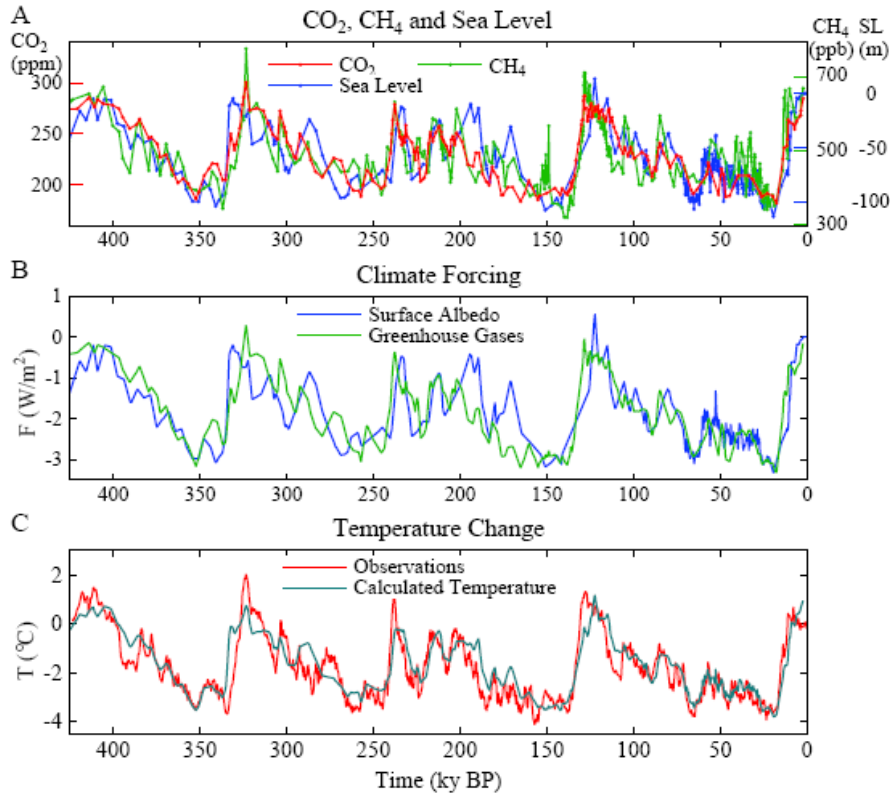 A
CO2, CH4 and Sea Level
CO2
(ppm)
CH4
(ppb)
SL
(m)
CO2
CH4
Sea Level
300
250
200
700
500
300
0
-50
-100
400 350 300 250 200 150 100 50 0
B
Climate Forcing
Surface Albedo
Greenhouse Gases
F (W/m²)
1
0
-1
-2
-3
400 350 300 250 200 150 100 50 0
C
Temperature Change
Observations
Calculated Temperature
T (°C)
2
0
-2
-4
400 350 300 250 200 150 100 50 0
Time (ky BP)